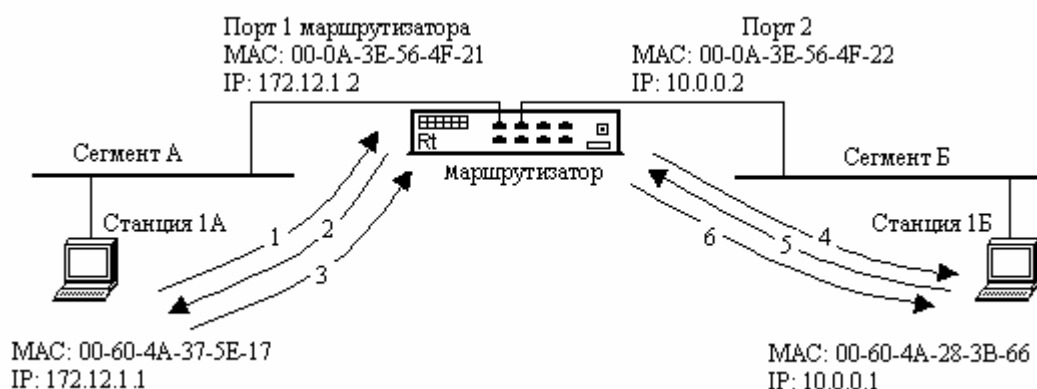 Порт 1 маршрутизатора
MAC: 00-0A-3E-56-4F-21
IP: 172.12.1.2
Порт 2
MAC: 00-0A-3E-56-4F-22
IP: 10.0.0.2
Rt
Маршрутизатор
Сегмент А
Сегмент Б
Станция 1А
Станция 1Б
1
2
3
4
5
6
MAC: 00-60-4A-37-5E-17
IP: 172.12.1.1
MAC: 00-60-4A-28-3B-66
IP: 10.0.0.1